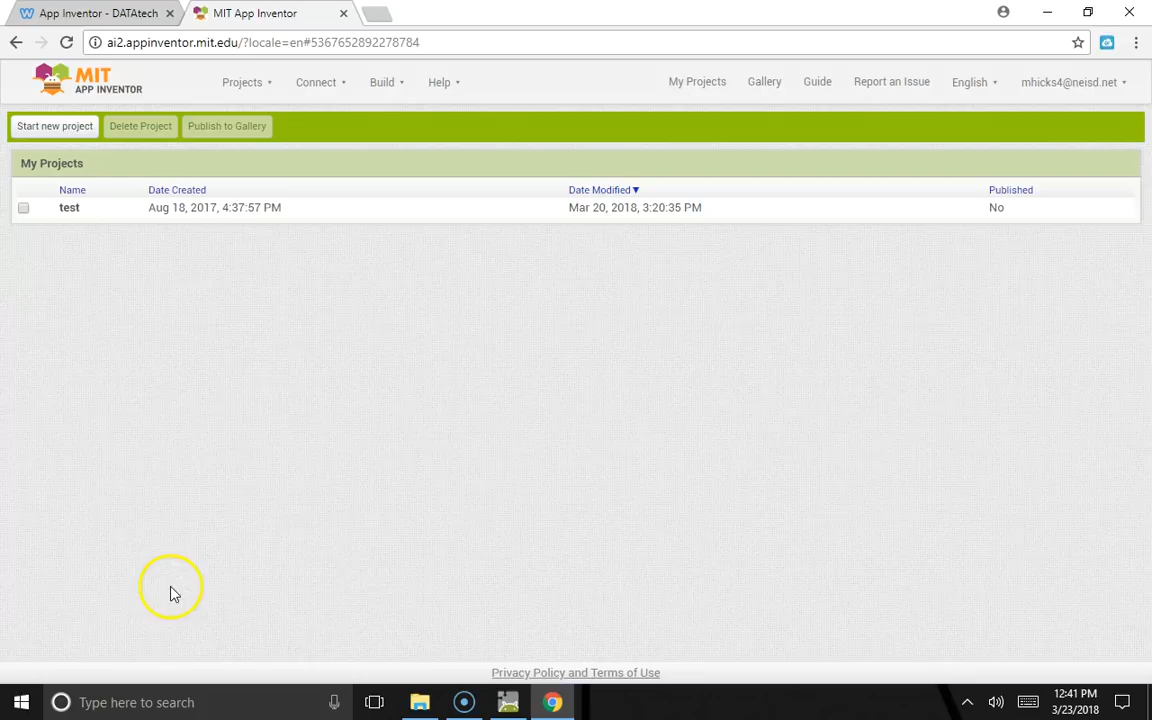 App Inventor - DATAtech
MIT App Inventor
ai2.appinventor.mit.edu/?locale=en#5367652892278784
MIT
APP INVENTOR
Projects
Connect
Build
Help
My Projects
Gallery
Guide
Report an Issue
English
mhicks4@neisd.net
Start new project
Delete Project
Publish to Gallery
My Projects
Name Date Created Date Modified Published
test Aug 18, 2017, 4:37:57 PM Mar 20, 2018, 3:20:35 PM No
Privacy Policy and Terms of Use
Type here to search
12:41 PM
3/23/2018